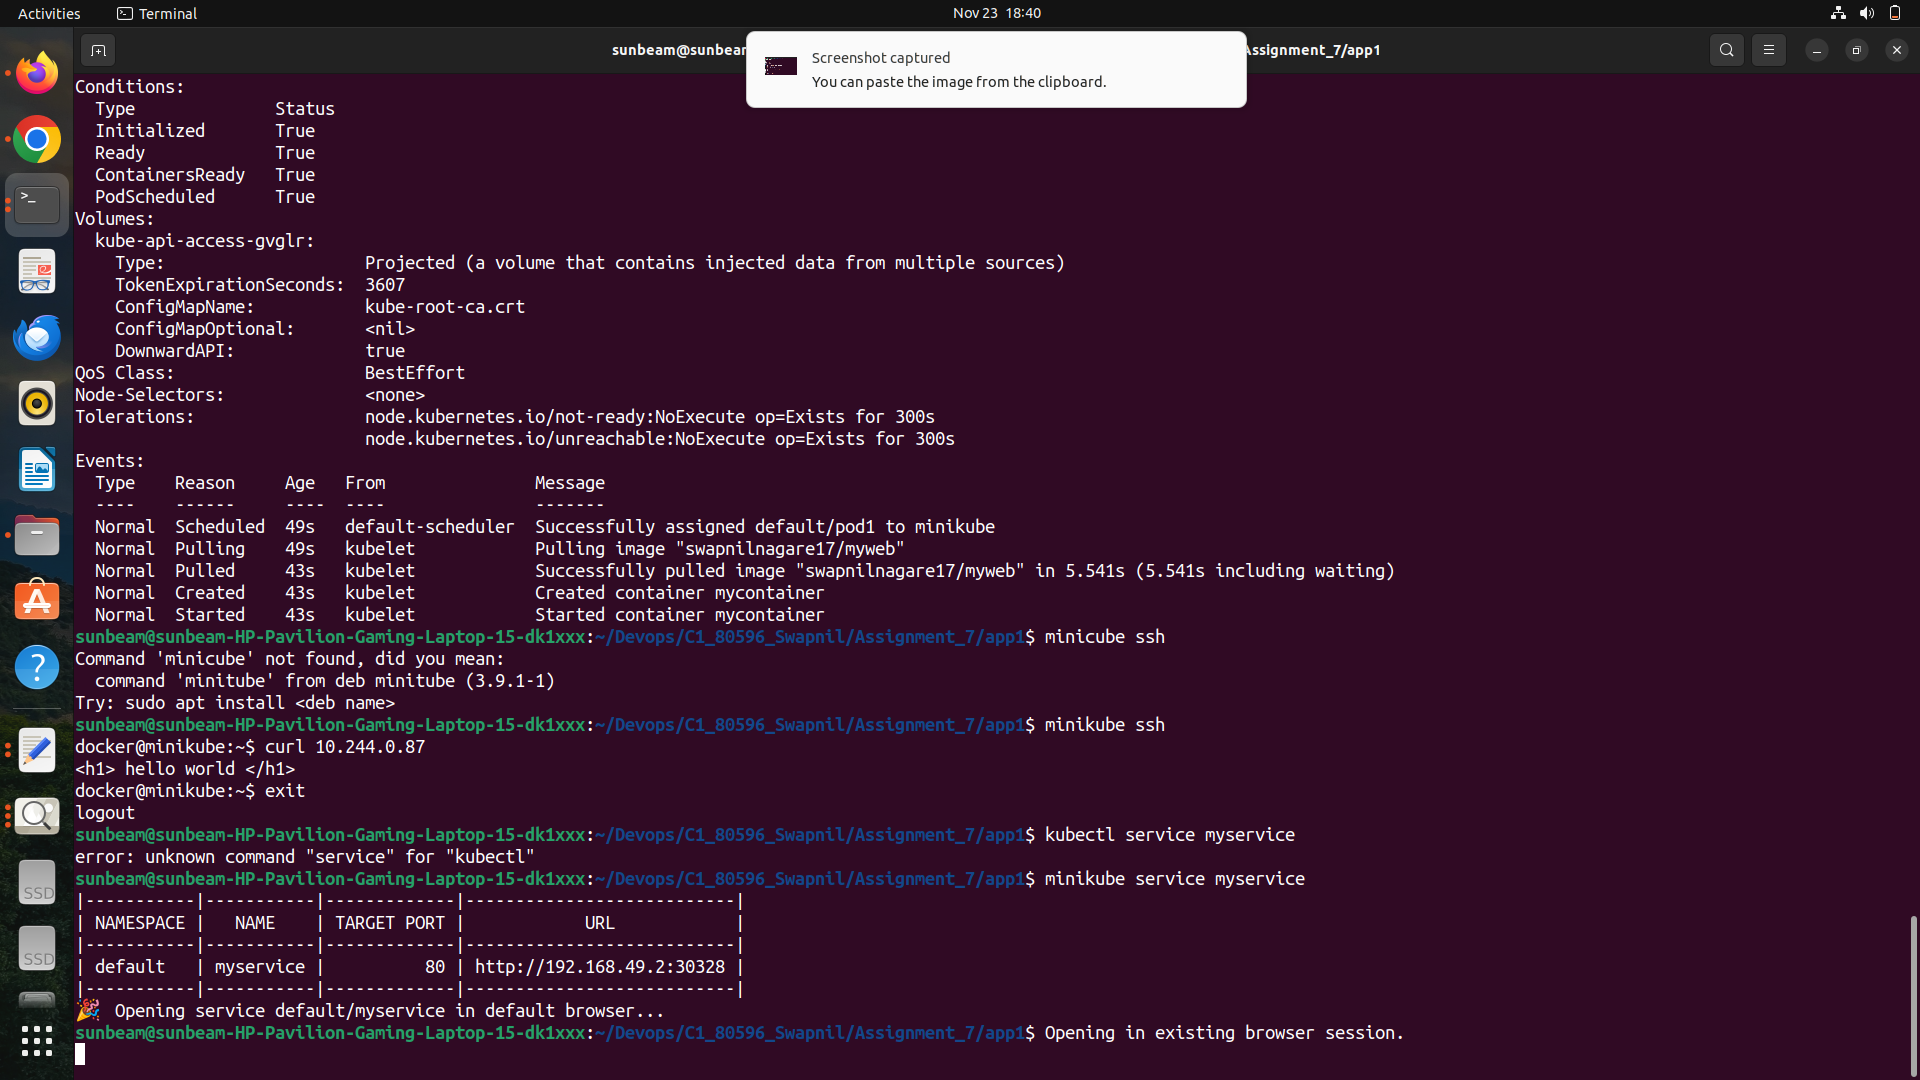 Activities
Terminal
Nov 23 18:40
sunbeam@sunbeam
Assignment_7/app1
Screenshot captured
You can paste the image from the clipboard.
Conditions:
  Type              Status
  Initialized       True
  Ready             True
  ContainersReady   True
  PodScheduled      True
Volumes:
  kube-api-access-gvglr:
    Type:                    Projected (a volume that contains injected data from multiple sources)
    TokenExpirationSeconds:  3607
    ConfigMapName:           kube-root-ca.crt
    ConfigMapOptional:       <nil>
    DownwardAPI:             true
QoS Class:                   BestEffort
Node-Selectors:              <none>
Tolerations:                 node.kubernetes.io/not-ready:NoExecute op=Exists for 300s
                             node.kubernetes.io/unreachable:NoExecute op=Exists for 300s
Events:
  Type    Reason     Age   From               Message
  ----    ------     ----  ----               -------
  Normal  Scheduled  49s   default-scheduler  Successfully assigned default/pod1 to minikube
  Normal  Pulling    49s   kubelet            Pulling image "swapnilnagare17/myweb"
  Normal  Pulled     43s   kubelet            Successfully pulled image "swapnilnagare17/myweb" in 5.541s (5.541s including waiting)
  Normal  Created    43s   kubelet            Created container mycontainer
  Normal  Started    43s   kubelet            Started container mycontainer
sunbeam@sunbeam-HP-Pavilion-Gaming-Laptop-15-dk1xxx:~/Devops/C1_80596_Swapnil/Assignment_7/app1$ minicube ssh
Command 'minicube' not found, did you mean:
  command 'minitube' from deb minitube (3.9.1-1)
Try: sudo apt install <deb name>
sunbeam@sunbeam-HP-Pavilion-Gaming-Laptop-15-dk1xxx:~/Devops/C1_80596_Swapnil/Assignment_7/app1$ minikube ssh
docker@minikube:~$ curl 10.244.0.87
<h1> hello world </h1>
docker@minikube:~$ exit
logout
sunbeam@sunbeam-HP-Pavilion-Gaming-Laptop-15-dk1xxx:~/Devops/C1_80596_Swapnil/Assignment_7/app1$ kubectl service myservice
error: unknown command "service" for "kubectl"
sunbeam@sunbeam-HP-Pavilion-Gaming-Laptop-15-dk1xxx:~/Devops/C1_80596_Swapnil/Assignment_7/app1$ minikube service myservice
|-----------|-----------|-------------|---------------------------|
| NAMESPACE |   NAME    | TARGET PORT |            URL            |
|-----------|-----------|-------------|---------------------------|
| default   | myservice |          80 | http://192.168.49.2:30328 |
|-----------|-----------|-------------|---------------------------|
🎉  Opening service default/myservice in default browser...
sunbeam@sunbeam-HP-Pavilion-Gaming-Laptop-15-dk1xxx:~/Devops/C1_80596_Swapnil/Assignment_7/app1$ Opening in existing browser session.
SSD
SSD